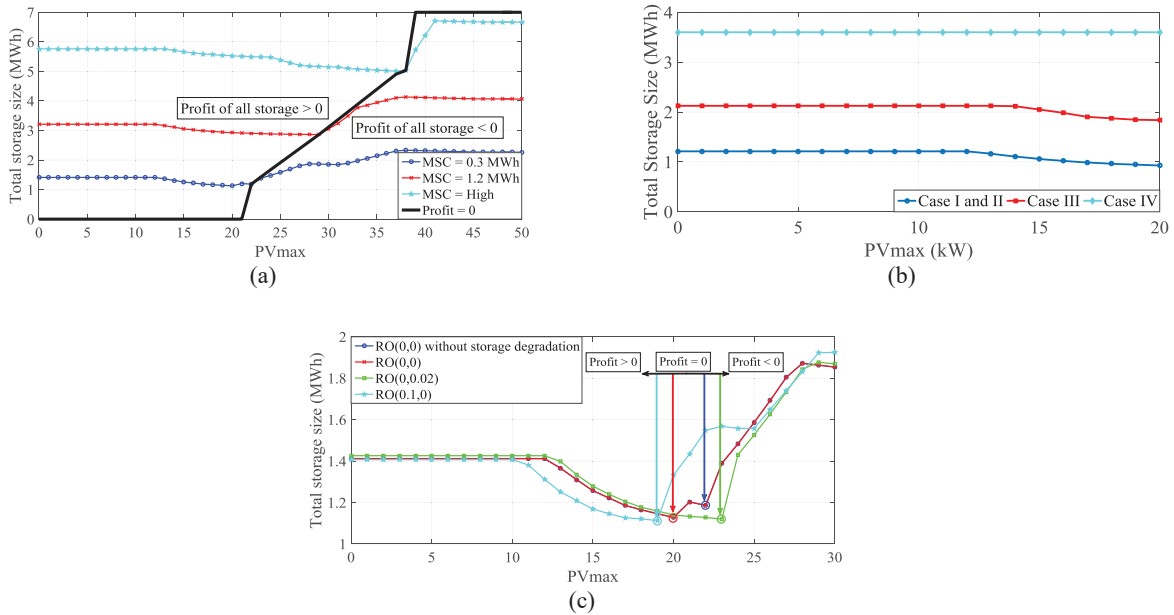 7
6
5
4
3
2
1
0
Total storage size (MWh)
Profit of all storage > 0
Profit of all storage < 0
MSC = 0.3 MWh
MSC = 1.2 MWh
MSC = High
Profit = 0
0 5 10 15 20 25 30 35 40 45 50
PVmax
(a)
4
3
2
1
0
Total Storage Size (MWh)
Case I and II Case III Case IV
0 5 10 15 20
PVmax (kW)
(b)
2
1.8
1.6
1.4
1.2
1
Total storage size (MWh)
RO(0,0) without storage degradation
RO(0,0)
RO(0,0.02)
RO(0.1,0)
Profit > 0 Profit = 0 Profit < 0
0 5 10 15 20 25 30
PVmax
(c)